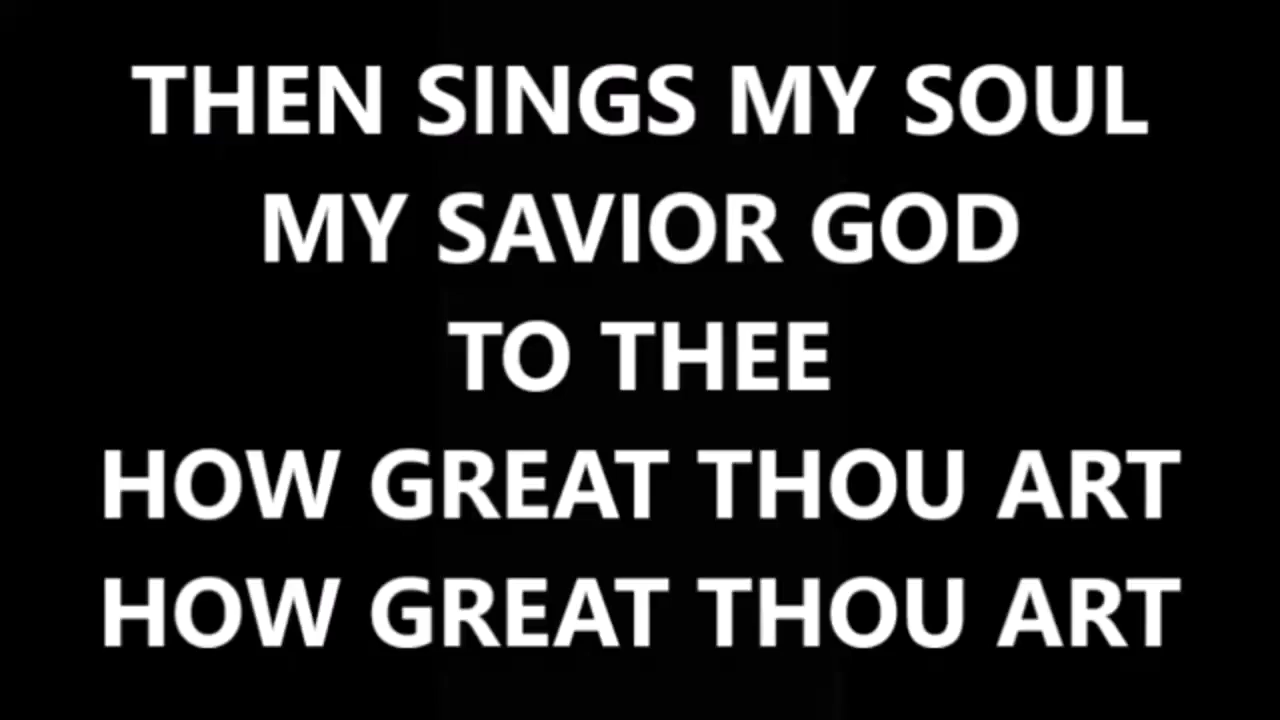 THEN SINGS MY SOUL
MY SAVIOR GOD
TO THEE
HOW GREAT THOU ART
HOW GREAT THOU ART